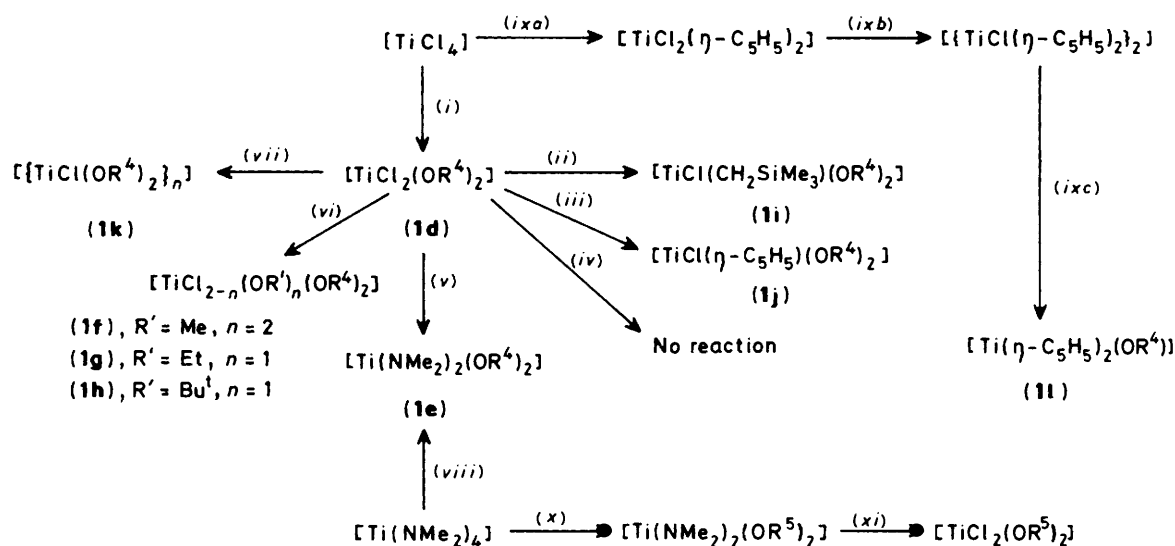 [TiCl₄] (ixa) [TiCl₂(η-C₅H₅)₂] (ixb) [{TiCl(η-C₅H₅)₂}₂]
(i)
[{TiCl(OR⁴)₂}ₙ] (vii) [TiCl₂(OR⁴)₂] (ii) [TiCl(CH₂SiMe₃)(OR⁴)₂]
(1k) (vi) (1d) (iii) (1i) (ixc)
[TiCl(η-C₅H₅)(OR⁴)₂]
(iv)
[TiCl₂₋ₙ(OR′)ₙ(OR⁴)₂] (v) (1j)
(1f), R′ = Me, n = 2
(1g), R′ = Et, n = 1 [Ti(NMe₂)₂(OR⁴)₂] No reaction [Ti(η-C₅H₅)₂(OR⁴)]
(1h), R′ = Buᵗ, n = 1 (1e) (1l)
(viii)
[Ti(NMe₂)₄] (x) [Ti(NMe₂)₂(OR⁵)₂] (xi) [TiCl₂(OR⁵)₂]